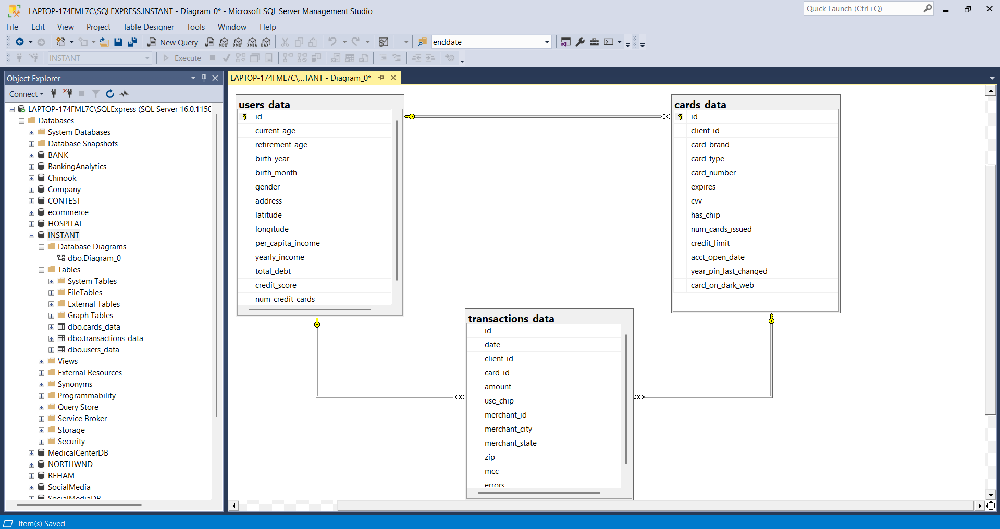 LAPTOP-174FML7C\SQLEXPRESS.INSTANT - Diagram_0* - Microsoft SQL Server Management Studio
Quick Launch (Ctrl+Q)
File Edit View Project Table Designer Tools Window Help
New Query MDX DMX XMLA DAX enddate
INSTANT Execute
Object Explorer
Connect
LAPTOP-174FML7C\SQLExpress (SQL Server 16.0.1150
Databases
System Databases
Database Snapshots
BANK
BankingAnalytics
Chinook
Company
CONTEST
ecommerce
HOSPITAL
INSTANT
Database Diagrams
dbo.Diagram_0
Tables
System Tables
FileTables
External Tables
Graph Tables
dbo.cards_data
dbo.transactions_data
dbo.users_data
Views
External Resources
Synonyms
Programmability
Query Store
Service Broker
Storage
Security
MedicalCenterDB
NORTHWND
REHAM
SocialMedia
SocialMediaDB
LAPTOP-174FML7C\...TANT - Diagram_0*
users_data
id
current_age
retirement_age
birth_year
birth_month
gender
address
latitude
longitude
per_capita_income
yearly_income
total_debt
credit_score
num_credit_cards
cards_data
id
client_id
card_brand
card_type
card_number
expires
cvv
has_chip
num_cards_issued
credit_limit
acct_open_date
year_pin_last_changed
card_on_dark_web
transactions_data
id
date
client_id
card_id
amount
use_chip
merchant_id
merchant_city
merchant_state
zip
mcc
errors
Item(s) Saved